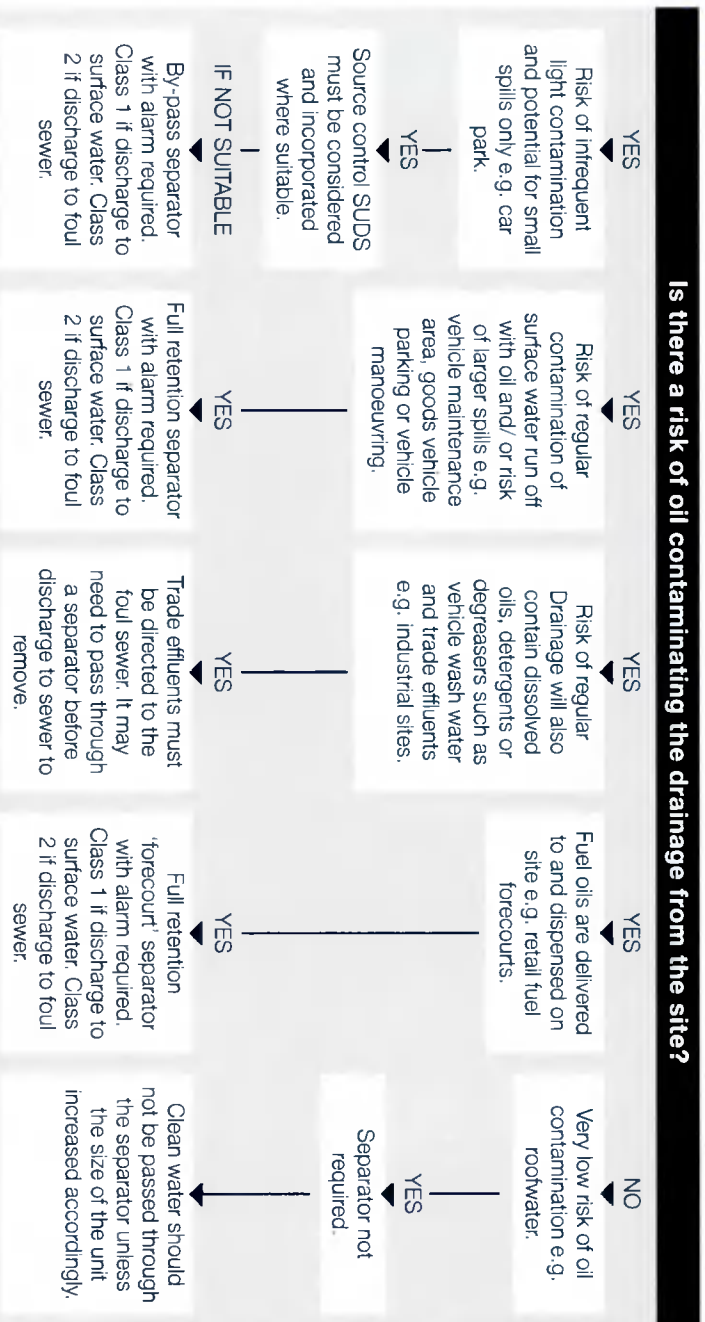 Is there a risk of oil contaminating the drainage from the site?
YES
Risk of infrequent
light contamination
and potential for small
spills only e.g. car
park.
YES
Source control SUDS
must be considered
and incorporated
where suitable.
IF NOT SUITABLE
By-pass separator
with alarm required.
Class 1 if discharge to
surface water. Class
2 if discharge to foul
sewer.
YES
Risk of regular
contamination of
surface water run off
with oil and/ or risk
of larger spills e.g.
vehicle maintenance
area, goods vehicle
parking or vehicle
manoeuvring.
YES
Full retention separator
with alarm required.
Class 1 if discharge to
surface water. Class
2 if discharge to foul
sewer.
YES
Risk of regular
Drainage will also
contain dissolved
oils, detergents or
degreasers such as
vehicle wash water
and trade effluents
e.g. industrial sites.
YES
Trade effluents must
be directed to the
foul sewer. It may
need to pass through
a separator before
discharge to sewer to
remove.
YES
Fuel oils are delivered
to and dispensed on
site e.g. retail fuel
forecourts.
YES
Full retention
'forecourt' separator
with alarm required.
Class 1 if discharge to
surface water. Class
2 if discharge to foul
sewer.
NO
Very low risk of oil
contamination e.g.
roofwater.
YES
Separator not
required.
Clean water should
not be passed through
the separator unless
the size of the unit
increased accordingly.